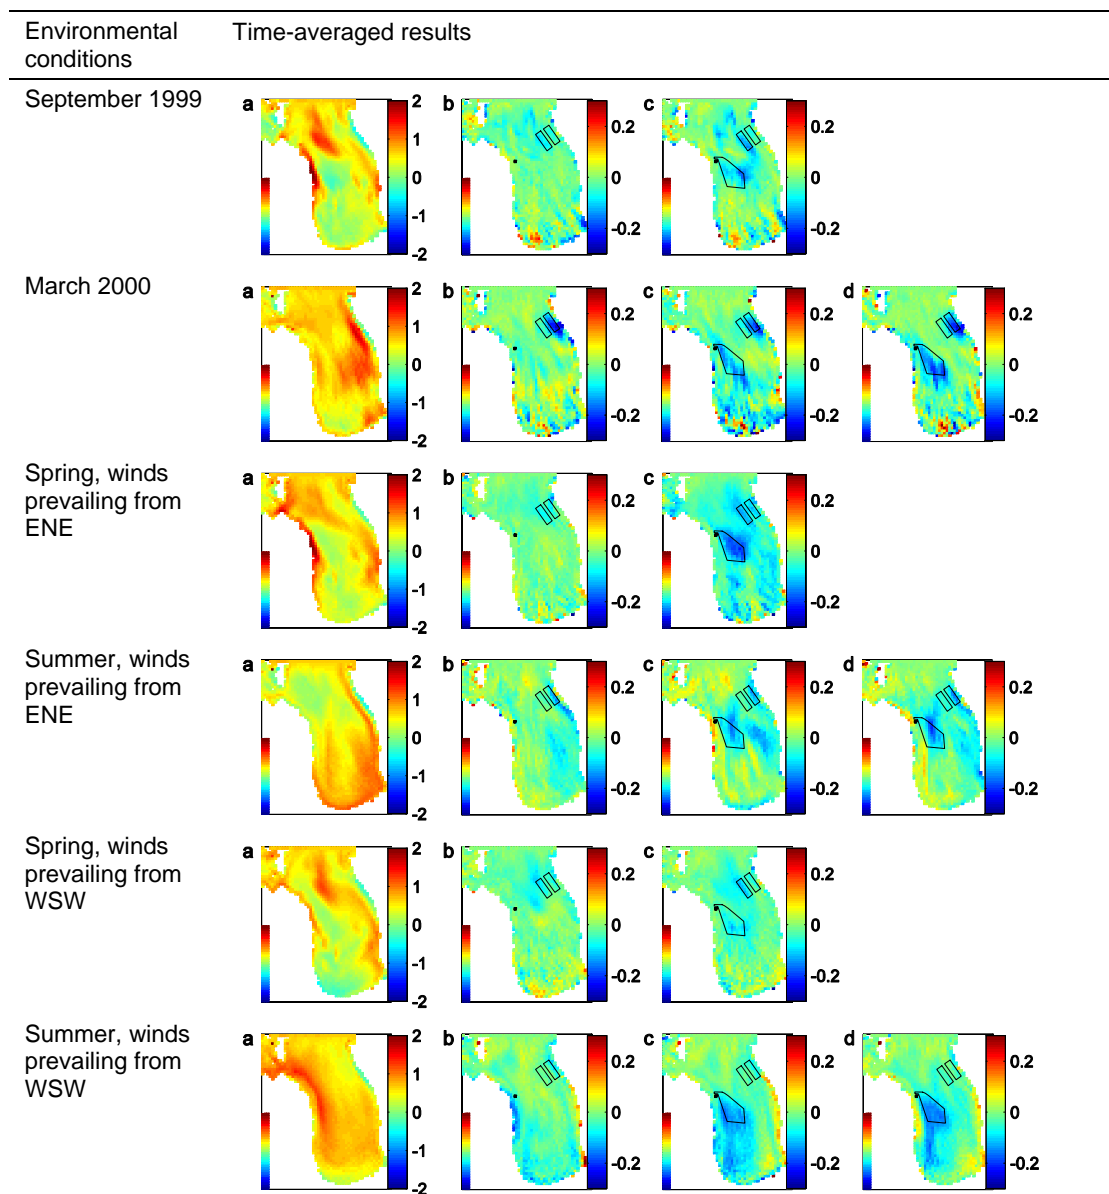 Environmental conditions
Time-averaged results
September 1999
a
2
1
0
-1
-2
b
0.2
0
-0.2
c
0.2
0
-0.2
March 2000
a
2
1
0
-1
-2
b
0.2
0
-0.2
c
0.2
0
-0.2
d
0.2
0
-0.2
Spring, winds
prevailing from
ENE
a
2
1
0
-1
-2
b
0.2
0
-0.2
c
0.2
0
-0.2
Summer, winds
prevailing from
ENE
a
2
1
0
-1
-2
b
0.2
0
-0.2
c
0.2
0
-0.2
d
0.2
0
-0.2
Spring, winds
prevailing from
WSW
a
2
1
0
-1
-2
b
0.2
0
-0.2
c
0.2
0
-0.2
Summer, winds
prevailing from
WSW
a
2
1
0
-1
-2
b
0.2
0
-0.2
c
0.2
0
-0.2
d
0.2
0
-0.2